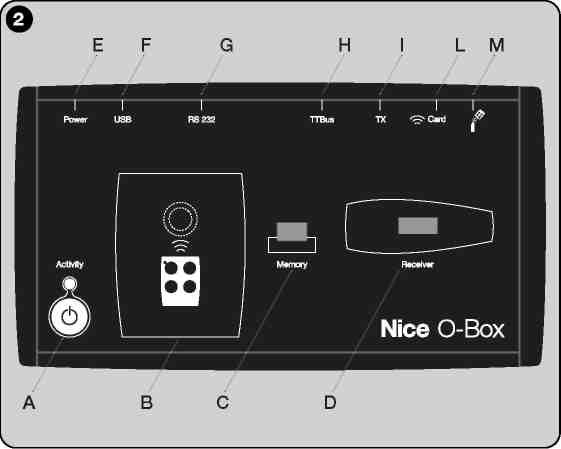 2
E F G H I L M
Power USB RS 232 TTBus TX Card
Activity Memory Receiver
Nice O-Box
A B C D